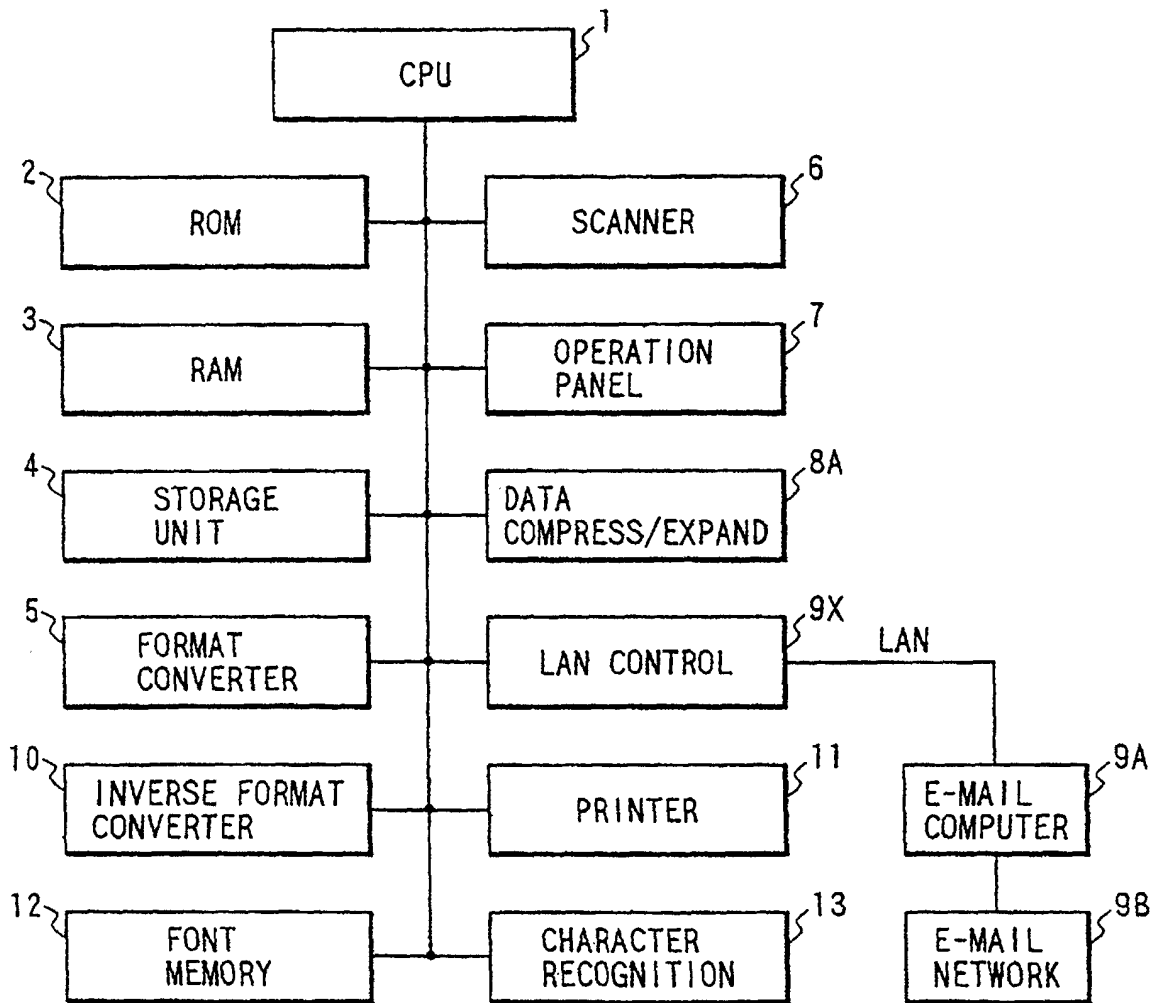 1
CPU
2
ROM
6
SCANNER
3
RAM
7
OPERATION
PANEL
4
STORAGE
UNIT
8A
DATA
COMPRESS/EXPAND
5
FORMAT
CONVERTER
9X
LAN CONTROL
LAN
10
INVERSE FORMAT
CONVERTER
11
PRINTER
9A
E-MAIL
COMPUTER
12
FONT
MEMORY
13
CHARACTER
RECOGNITION
9B
E-MAIL
NETWORK